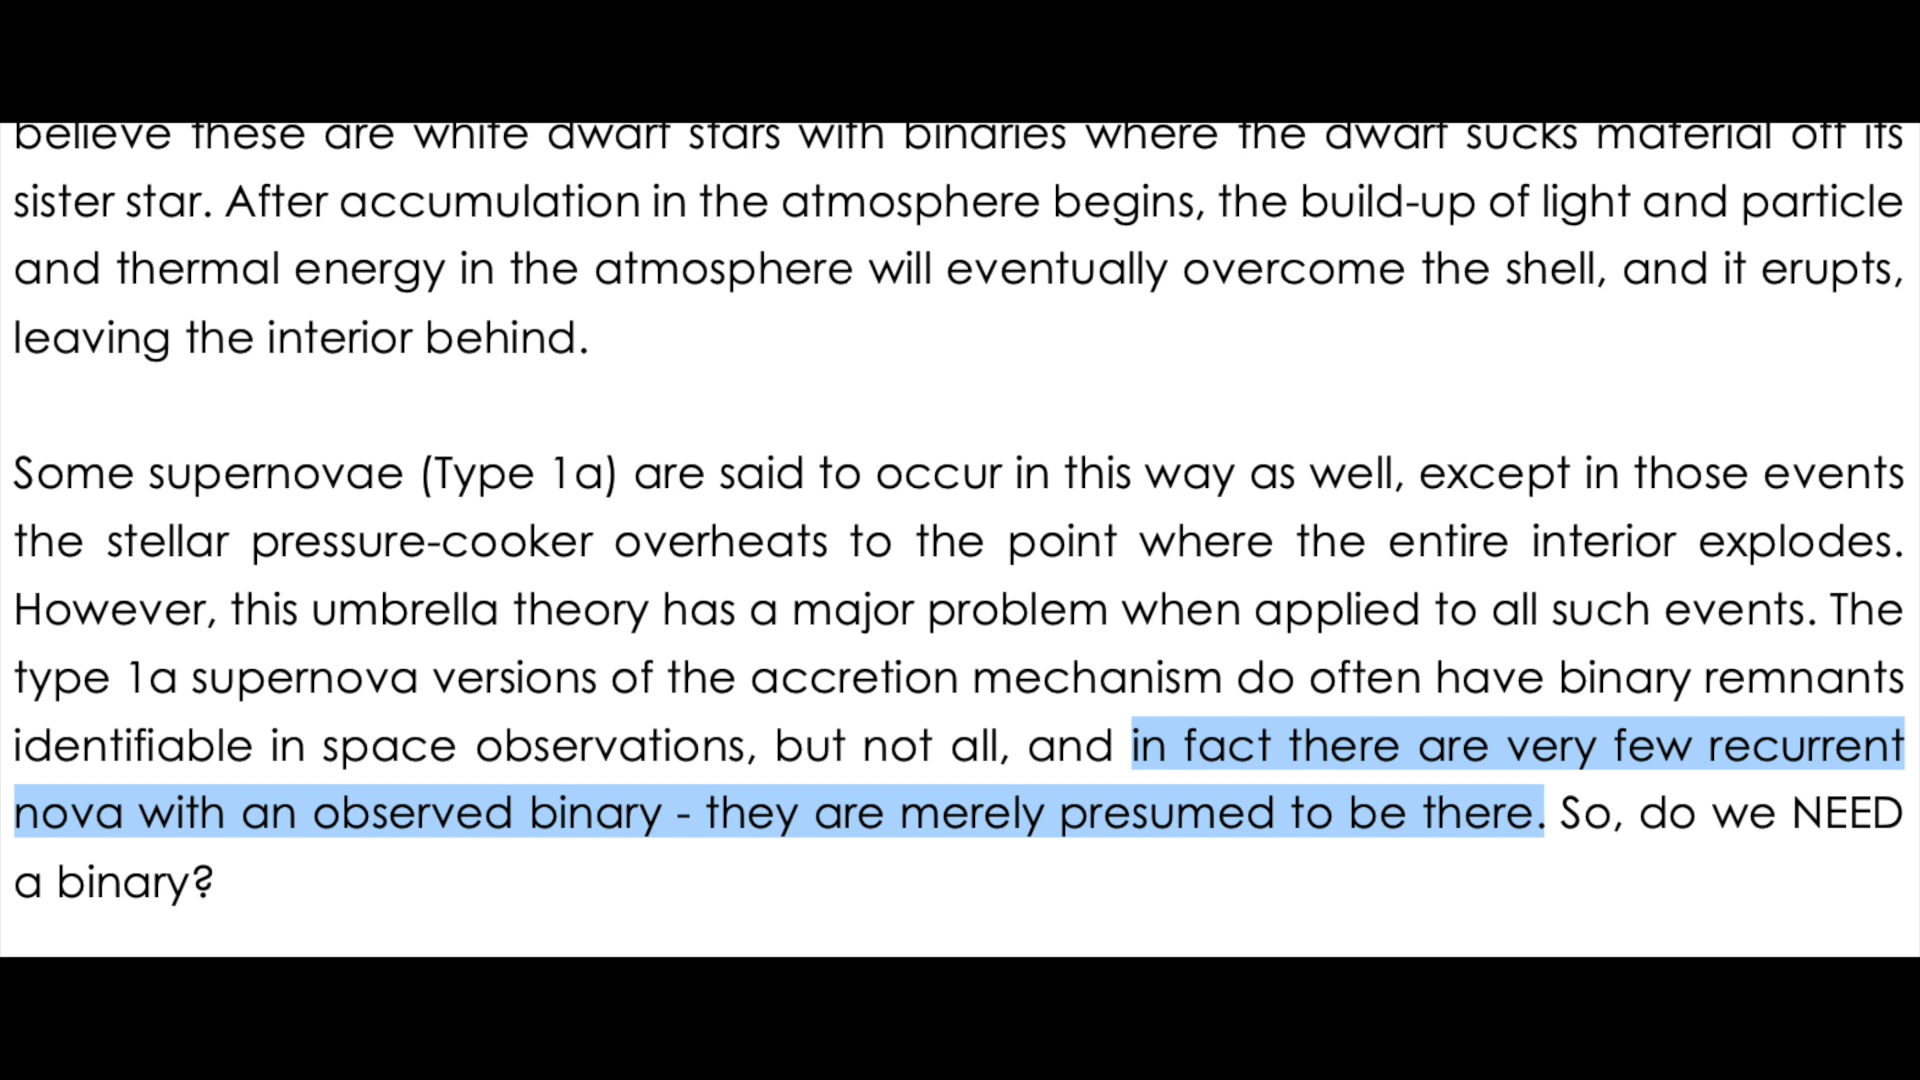 believe these are white dwarf stars with binaries where the dwarf sucks material off its
sister star. After accumulation in the atmosphere begins, the build-up of light and particle
and thermal energy in the atmosphere will eventually overcome the shell, and it erupts,
leaving the interior behind.
Some supernovae (Type 1a) are said to occur in this way as well, except in those events
the stellar pressure-cooker overheats to the point where the entire interior explodes.
However, this umbrella theory has a major problem when applied to all such events. The
type 1a supernova versions of the accretion mechanism do often have binary remnants
identifiable in space observations, but not all, and in fact there are very few recurrent
nova with an observed binary - they are merely presumed to be there. So, do we NEED
a binary?